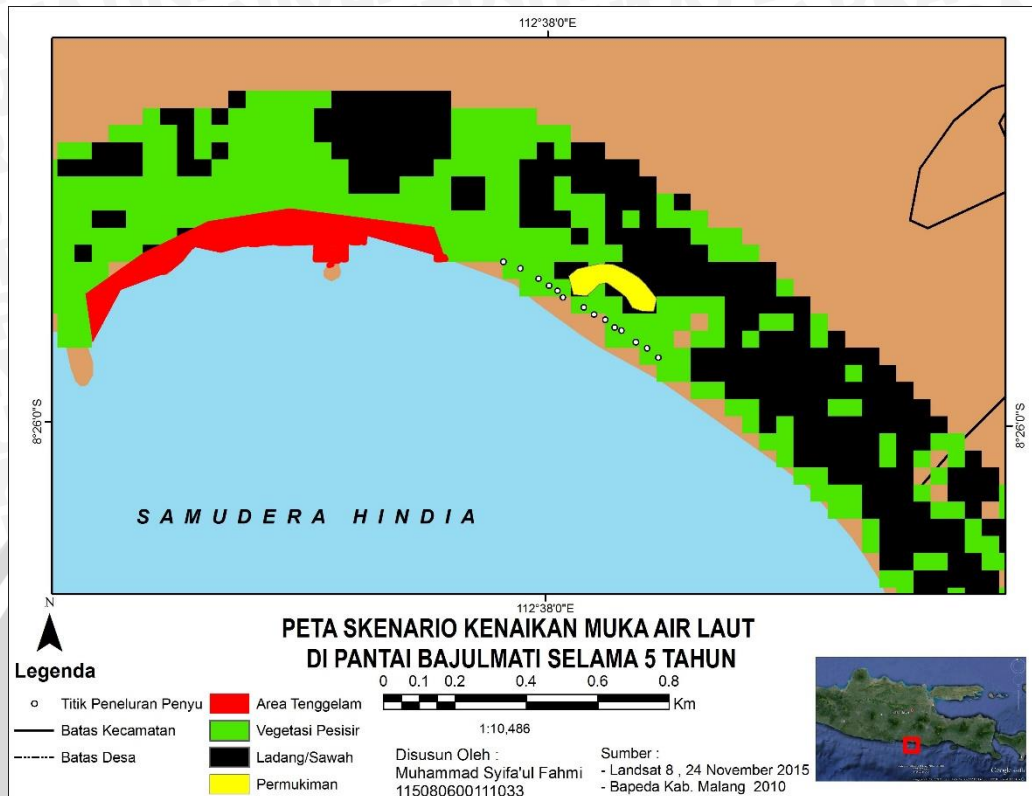 112°38'0"E
8°26'0"S
8°26'0"S
SAMUDERA HINDIA
112°38'0"E
N
PETA SKENARIO KENAIKAN MUKA AIR LAUT
DI PANTAI BAJULMATI SELAMA 5 TAHUN
Legenda
Titik Peneluran Penyu
Batas Kecamatan
Batas Desa
Area Tenggelam
Vegetasi Pesisir
Ladang/Sawah
Permukiman
0 0.1 0.2 0.4 0.6 0.8
Km
1:10,486
Disusun Oleh :
Muhammad Syifa'ul Fahmi
115080600111033
Sumber :
- Landsat 8 , 24 November 2015
- Bapeda Kab. Malang 2010